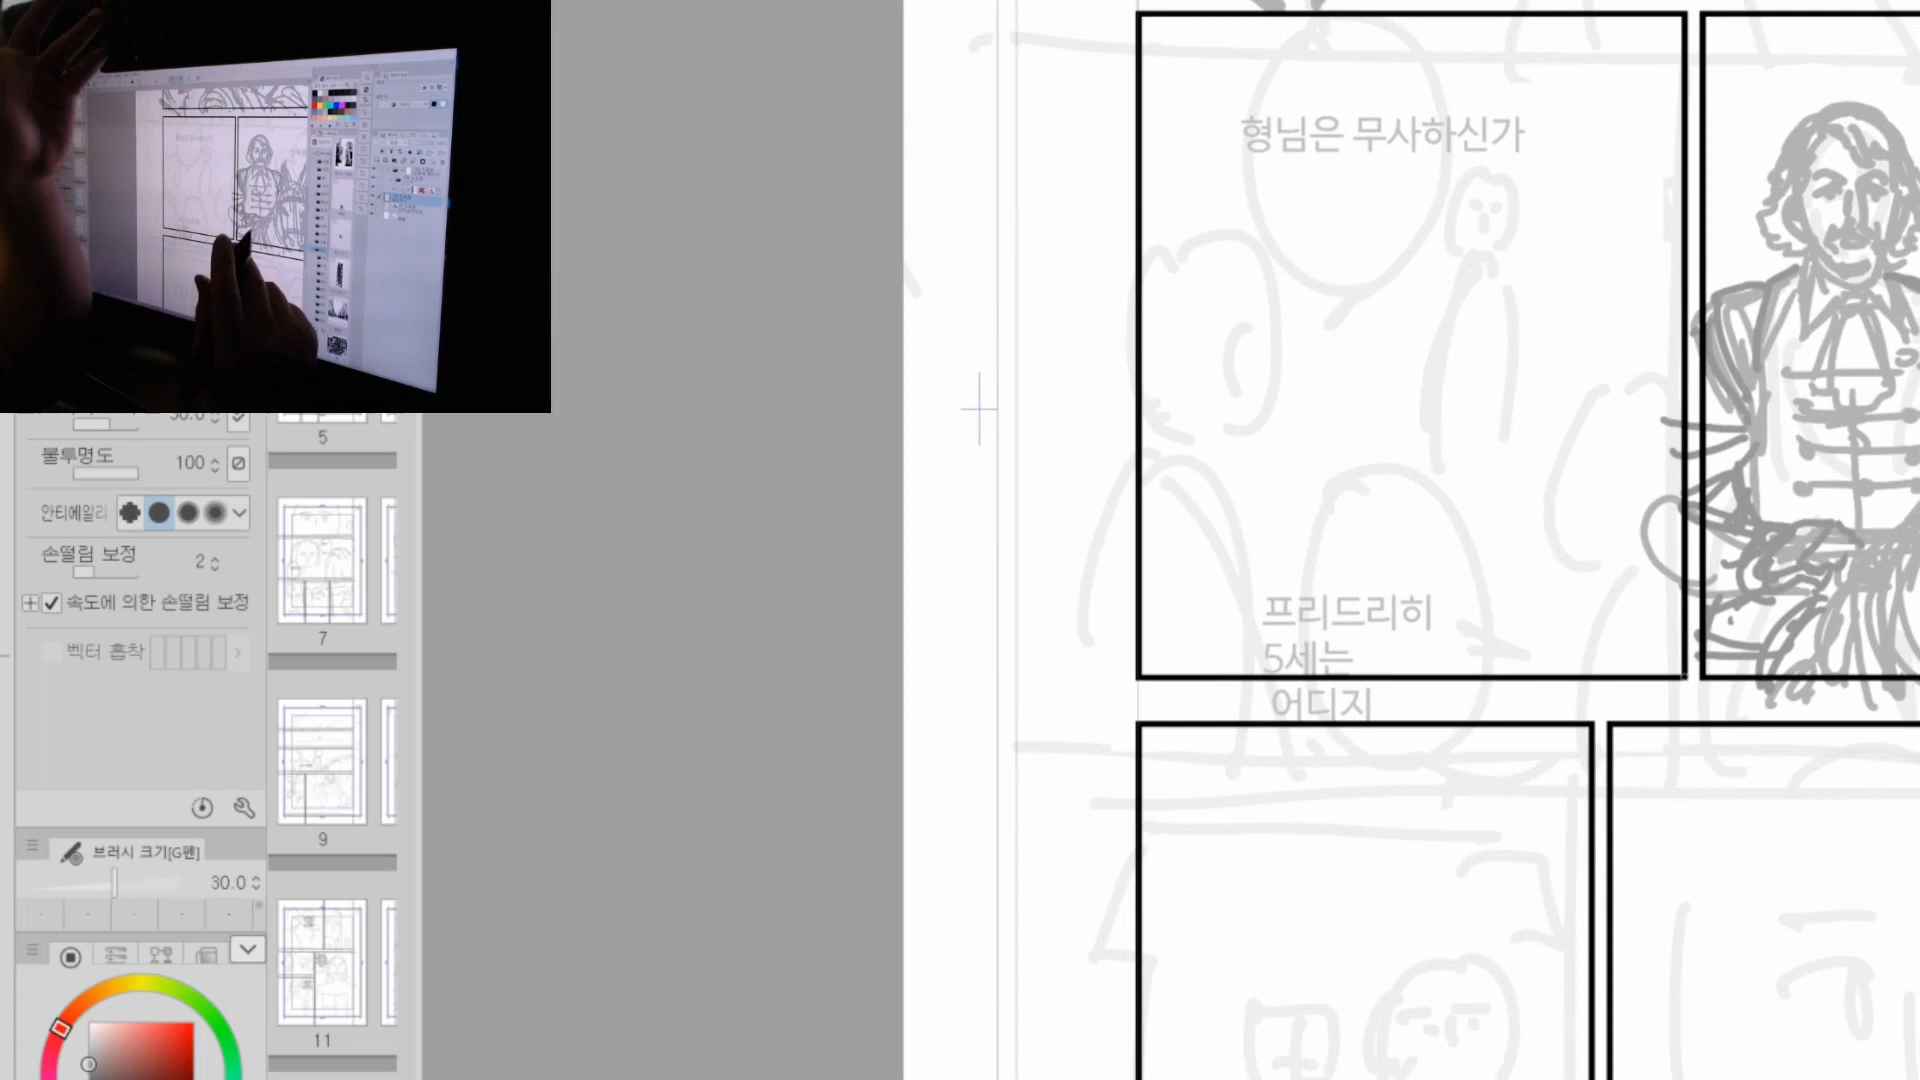 30.0
5
불투명도
100
안티에일리
손떨림 보정
2
속도에 의한 손떨림 보정
벡터 흡착
브러시 크기[G펜]
30.0
7
9
11
형님은 무사하신가
프리드리히
5세는
어디지